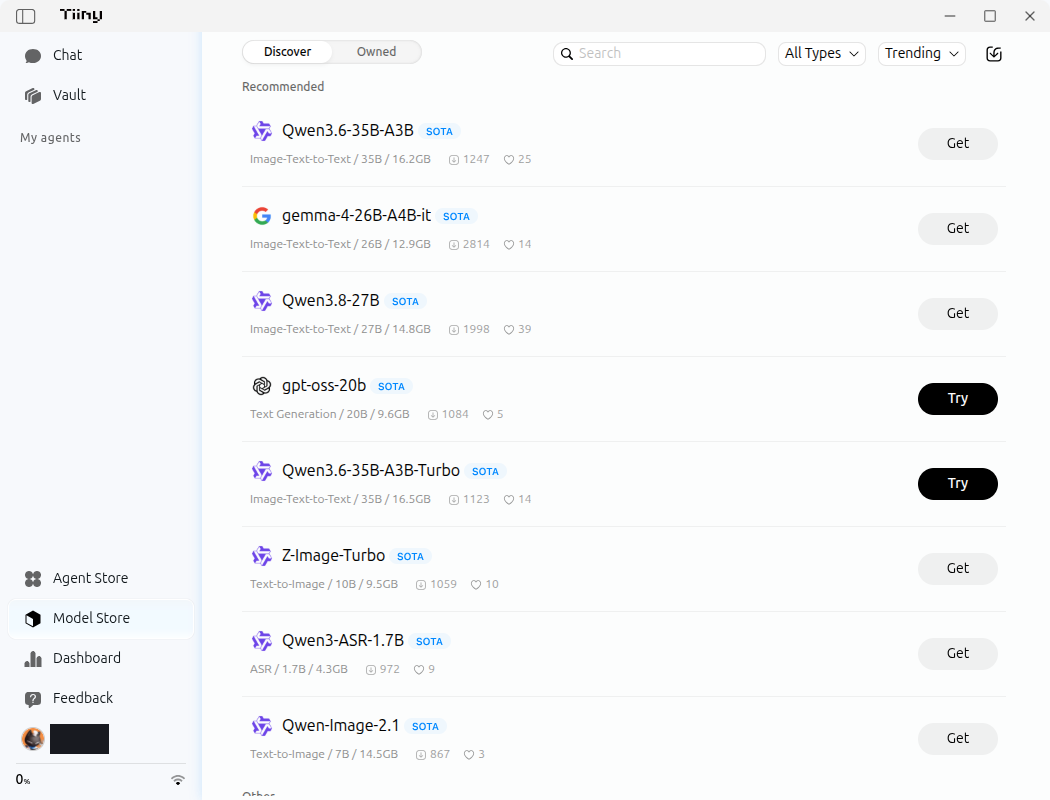 Tiiny
Chat
Vault
My agents
Agent Store
Model Store
Dashboard
Feedback
0%
Discover
Owned
Search
All Types
Trending
Recommended
Qwen3.6-35B-A3B SOTA
Image-Text-to-Text / 35B / 16.2GB 1247 25
Get
gemma-4-26B-A4B-it SOTA
Image-Text-to-Text / 26B / 12.9GB 2814 14
Get
Qwen3.8-27B SOTA
Image-Text-to-Text / 27B / 14.8GB 1998 39
Get
gpt-oss-20b SOTA
Text Generation / 20B / 9.6GB 1084 5
Try
Qwen3.6-35B-A3B-Turbo SOTA
Image-Text-to-Text / 35B / 16.5GB 1123 14
Try
Z-Image-Turbo SOTA
Text-to-Image / 10B / 9.5GB 1059 10
Get
Qwen3-ASR-1.7B SOTA
ASR / 1.7B / 4.3GB 972 9
Get
Qwen-Image-2.1 SOTA
Text-to-Image / 7B / 14.5GB 867 3
Get
Other